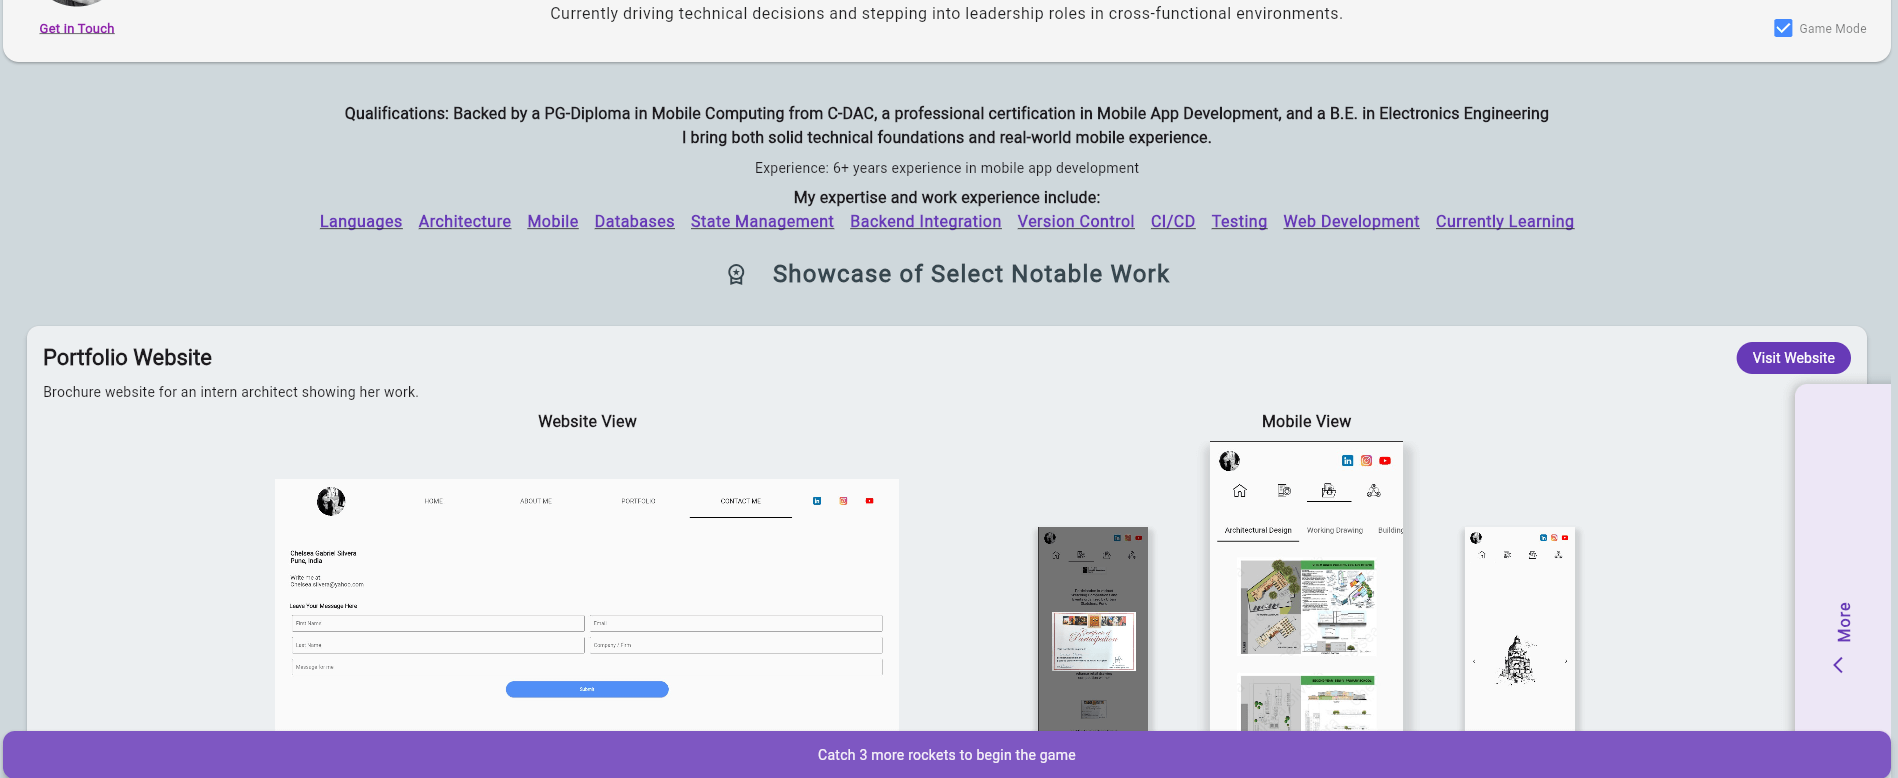 Currently driving technical decisions and stepping into leadership roles in cross-functional environments.
Get in Touch
Game Mode
Qualifications: Backed by a PG-Diploma in Mobile Computing from C-DAC, a professional certification in Mobile App Development, and a B.E. in Electronics Engineering
I bring both solid technical foundations and real-world mobile experience.
Experience: 6+ years experience in mobile app development
My expertise and work experience include:
Languages Architecture Mobile Databases State Management Backend Integration Version Control CI/CD Testing Web Development Currently Learning
Showcase of Select Notable Work
Portfolio Website
Visit Website
Brochure website for an intern architect showing her work.
Website View
Mobile View
HOME ABOUT ME PORTFOLIO CONTACT ME
Chelsea Gabriel Silvera
Pune, India
Write me at
Chelsea.silvera@yahoo.com
Leave Your Message Here
First Name Email
Last Name Company / Firm
Message for me
Submit
Architectural Design Working Drawing Building
Participation
More
Catch 3 more rockets to begin the game